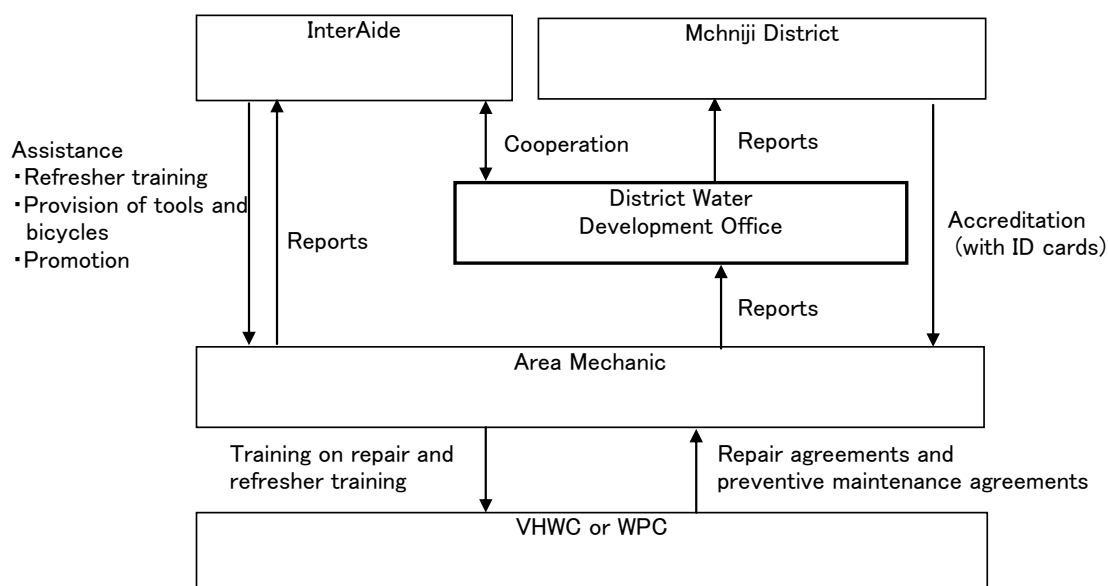 InterAide
Mchniji District
Assistance
・Refresher training
・Provision of tools and
bicycles
・Promotion
Reports
Cooperation
Reports
District Water
Development Office
Accreditation
(with ID cards)
Reports
Area Mechanic
Training on repair and
refresher training
Repair agreements and
preventive maintenance agreements
VHWC or WPC